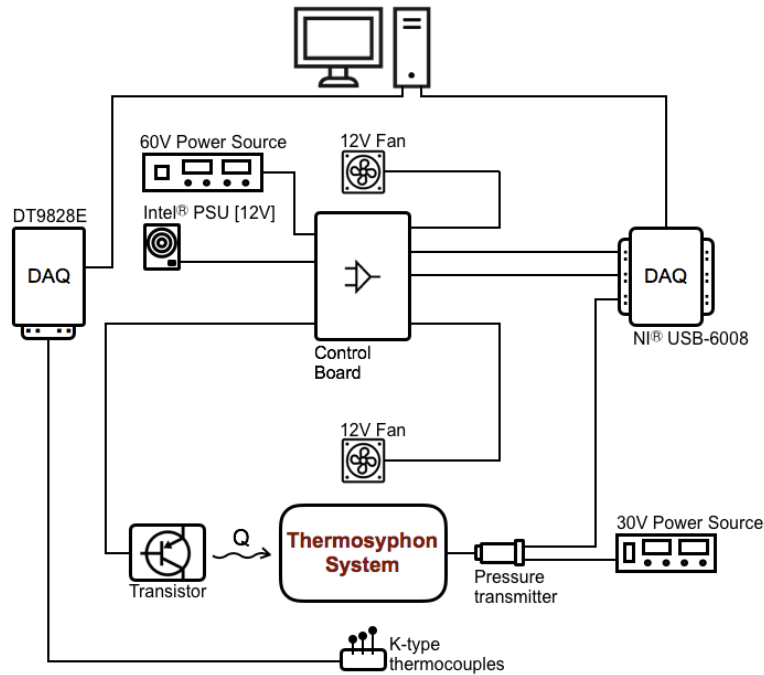 60V Power Source
12V Fan
DT9828E
Intel® PSU [12V]
DAQ
DAQ
NI® USB-6008
Control
Board
12V Fan
30V Power Source
Q
Thermosyphon
System
Transistor
Pressure
transmitter
K-type
thermocouples